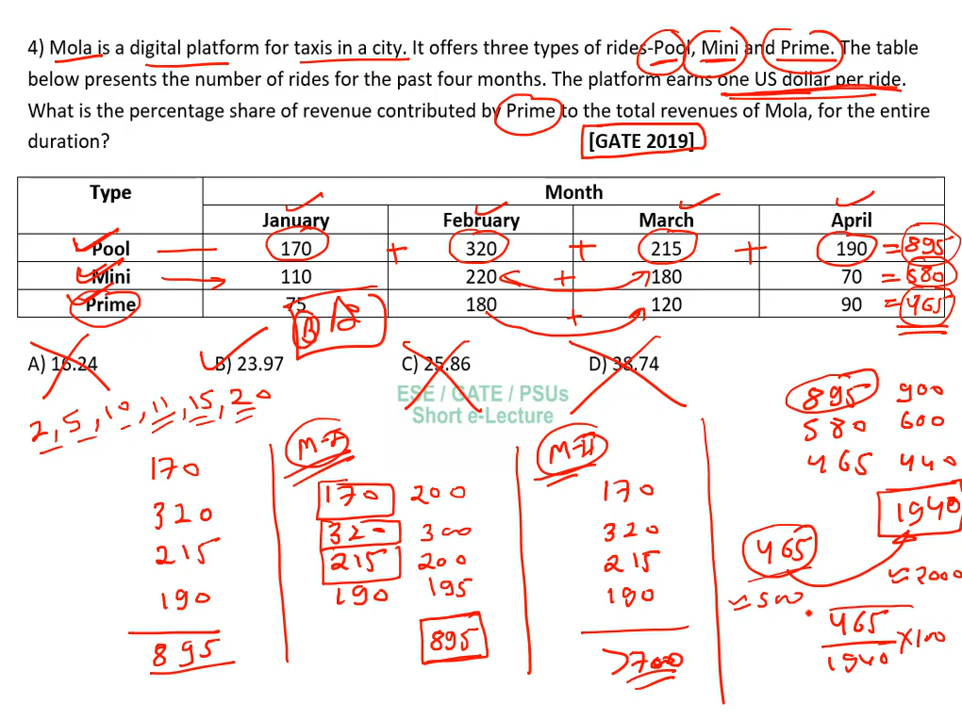 4) Mola is a digital platform for taxis in a city. It offers three types of rides-Pool, Mini and Prime. The table
below presents the number of rides for the past four months. The platform earns one US dollar per ride.
What is the percentage share of revenue contributed by Prime to the total revenues of Mola, for the entire
duration? [GATE 2019]
Type Month
January February March April
Pool 170 + 320 + 215 + 190 = 895
Mini 110 220 + 180 70 = 580
Prime 75 180 + 120 90 = 465
B
A) 16.24 B) 23.97 C) 25.86 D) 38.74
ESE / GATE / PSUs
Short e-Lecture
2, 5, 10, 11, 15, 20
170
320
215
190
895
M-I
170 200
320 300
215 200
190 195
895
M-II
170
320
215
190
>700
895 900
580 600
465 440
1940
465
≈500
≈2000
465
1940 ×100